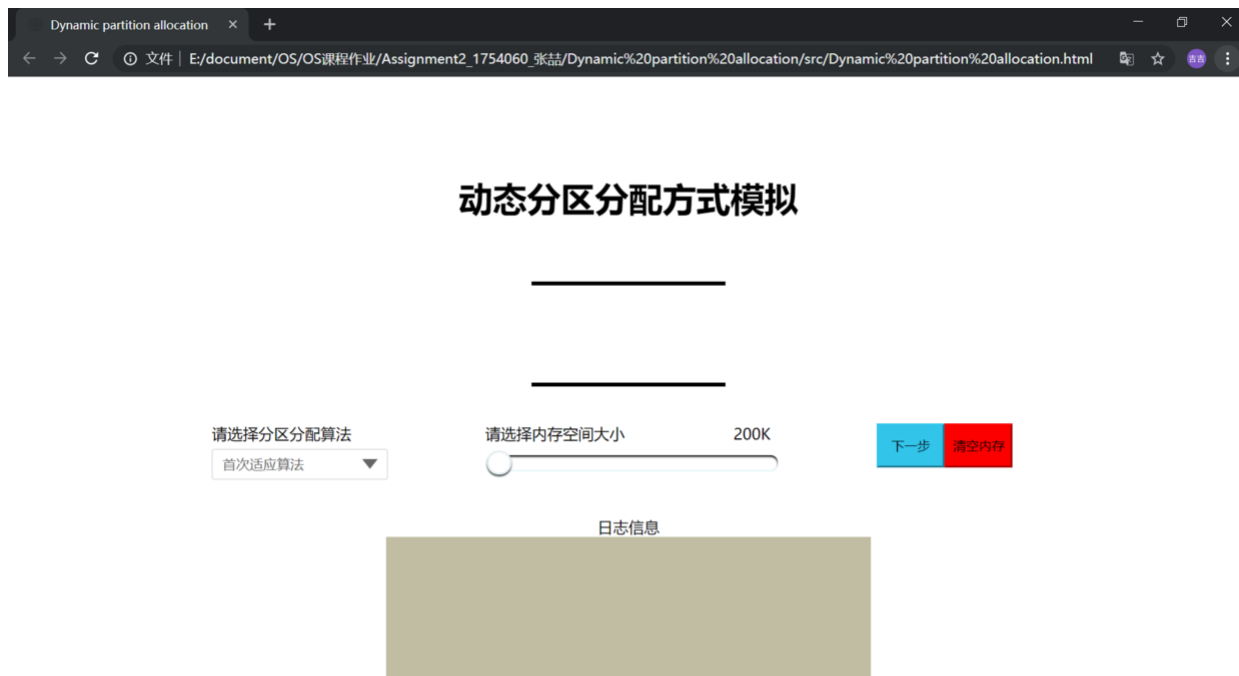 Dynamic partition allocation
文件 E:/document/OS/OS课程作业/Assignment2_1754060_张喆/Dynamic%20partition%20allocation/src/Dynamic%20partition%20allocation.html 吉吉
动态分区分配方式模拟
请选择分区分配算法 请选择内存空间大小 200K
首次适应算法 下一步 清空内存
日志信息